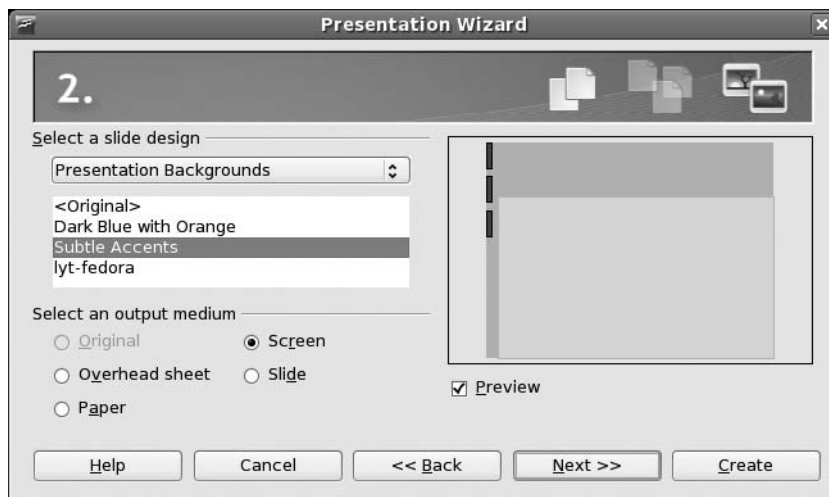 Presentation Wizard
2.
Select a slide design
Presentation Backgrounds
<Original>
Dark Blue with Orange
Subtle Accents
lyt-fedora
Select an output medium
Original
Screen
Overhead sheet
Slide
Paper
Preview
Help
Cancel
<< Back
Next >>
Create